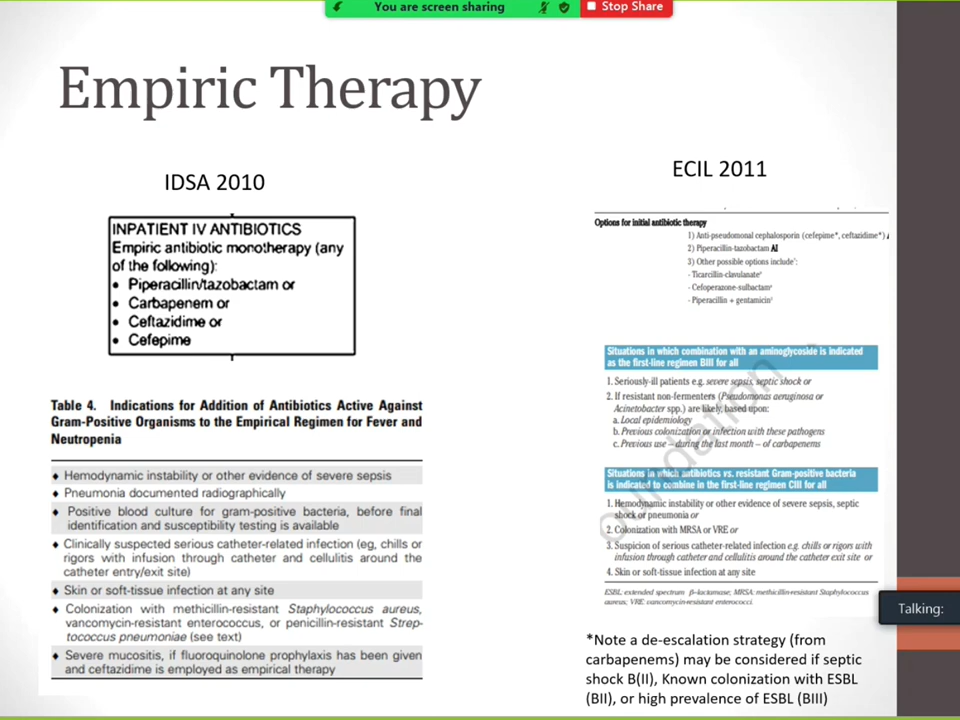 You are screen sharing
Stop Share
Empiric Therapy
IDSA 2010
INPATIENT IV ANTIBIOTICS
Empiric antibiotic monotherapy (any
of the following):
• Piperacillin/tazobactam or
• Carbapenem or
• Ceftazidime or
• Cefepime
Table 4. Indications for Addition of Antibiotics Active Against
Gram-Positive Organisms to the Empirical Regimen for Fever and
Neutropenia
♦ Hemodynamic instability or other evidence of severe sepsis
♦ Pneumonia documented radiographically
♦ Positive blood culture for gram-positive bacteria, before final
identification and susceptibility testing is available
♦ Clinically suspected serious catheter-related infection (eg, chills or
rigors with infusion through catheter and cellulitis around the
catheter entry/exit site)
♦ Skin or soft-tissue infection at any site
♦ Colonization with methicillin-resistant Staphylococcus aureus,
vancomycin-resistant enterococcus, or penicillin-resistant Strep-
tococcus pneumoniae (see text)
♦ Severe mucositis, if fluoroquinolone prophylaxis has been given
and ceftazidime is employed as empirical therapy
ECIL 2011
Options for initial antibiotic therapy
1) Anti-pseudomonal cephalosporin (cefepime*, ceftazidime*)
2) Piperacillin-tazobactam AI
3) Other possible options include:
- Ticarcillin-clavulanate
- Cefoperazone-sulbactam
- Piperacillin + gentamicin
Situations in which combination with an aminoglycoside is indicated
as the first-line regimen BIII for all
1. Seriously-ill patients e.g. severe sepsis, septic shock or
2. If resistant non-fermenters (Pseudomonas aeruginosa or
Acinetobacter spp.) are likely, based upon:
a. Local epidemiology
b. Previous colonization or infection with these pathogens
c. Previous use – during the last month – of carbapenems
Situations in which antibiotics vs. resistant Gram-positive bacteria
is indicated to combine in the first-line regimen CIII for all
1. Hemodynamic instability or other evidence of severe sepsis, septic
shock or pneumonia or
2. Colonization with MRSA or VRE or
3. Suspicion of serious catheter-related infection e.g. chills or rigors with
infusion through catheter and cellulitis around the catheter exit site or
4. Skin or soft-tissue infection at any site
ESBL, extended spectrum β-lactamase; MRSA: methicillin-resistant Staphylococcus
aureus; VRE: vancomycin-resistant enterococci.
*Note a de-escalation strategy (from
carbapenems) may be considered if septic
shock B(II), Known colonization with ESBL
(BII), or high prevalence of ESBL (BIII)
Talking: